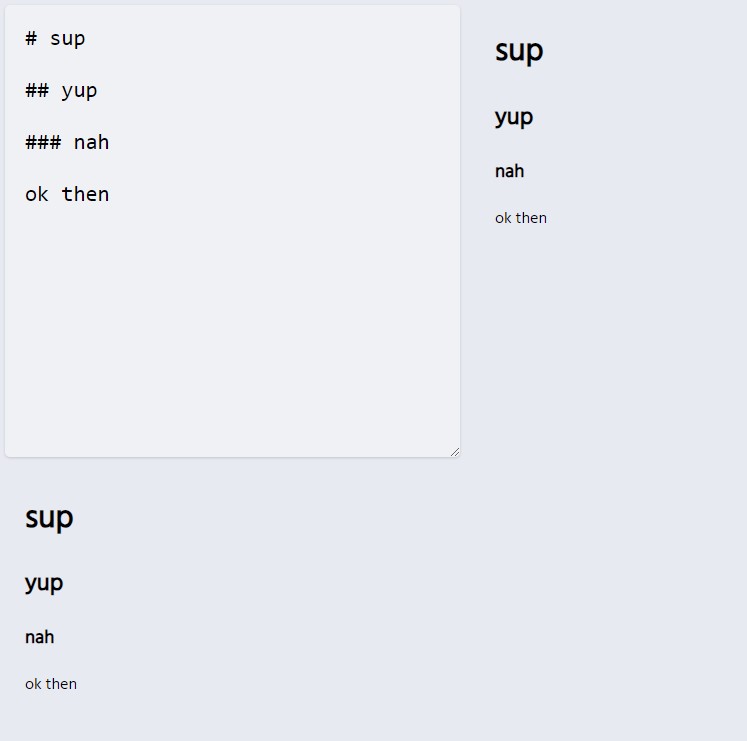 # sup
## yup
### nah
ok then
sup
yup
nah
ok then
sup
yup
nah
ok then